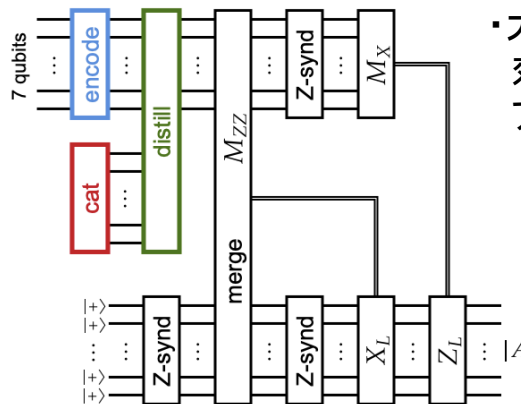 7 qubits
encode
cat
distill
merge M_ZZ
Z-synd
M_X
|+⟩
|+⟩
|+⟩
|+⟩
Z-synd
Z-synd
X_L
Z_L